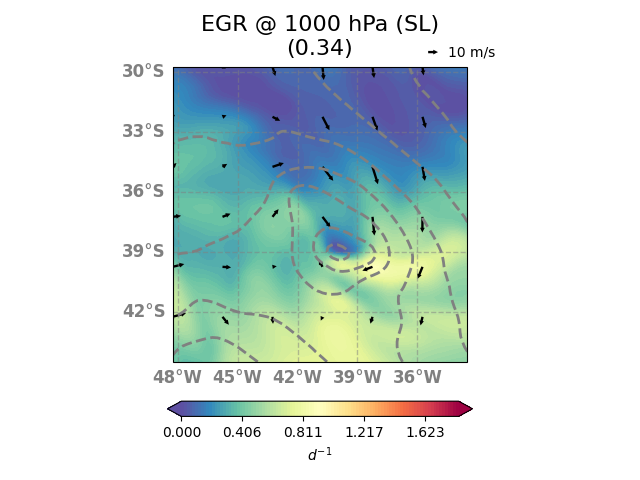 EGR @ 1000 hPa (SL)
(0.34)
10 m/s
30°S
33°S
36°S
39°S
42°S
48°W 45°W 42°W 39°W 36°W
0.000 0.406 0.811 1.217 1.623
d⁻¹